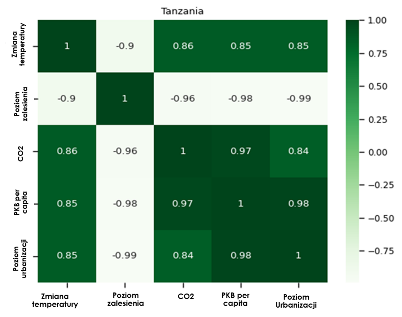 Tanzania
Zmiana
temperatury
1
-0.9
0.86
0.85
0.85
Poziom
zalesienia
-0.9
1
-0.96
-0.98
-0.99
CO2
0.86
-0.96
1
0.97
0.84
PKB per
capita
0.85
-0.98
0.97
1
0.98
Poziom
urbanizacji
0.85
-0.99
0.84
0.98
1
Zmiana
temperatury
Poziom
zalesienia
CO2
PKB per
capita
Poziom
Urbanizacji
1.00
0.75
0.50
0.25
0.00
−0.25
−0.50
−0.75